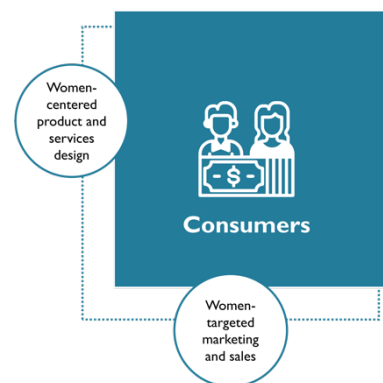 Women-
centered
product and
services
design
$
Consumers
Women-
targeted
marketing
and sales